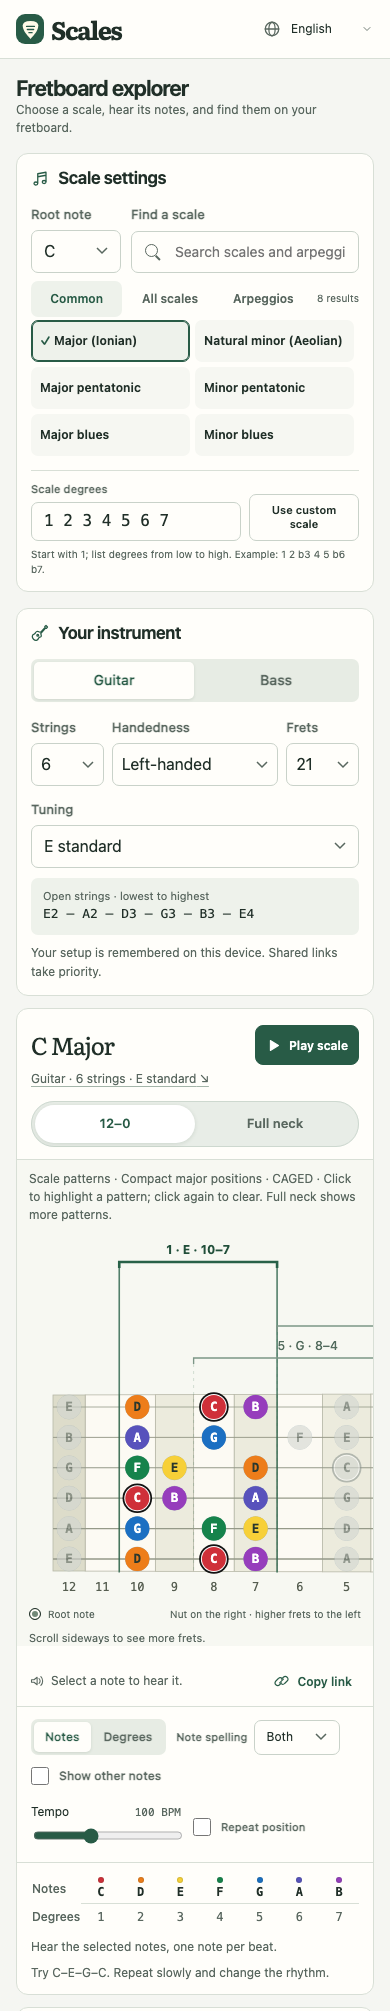 Scales
English
Fretboard explorer
Choose a scale, hear its notes, and find them on your
fretboard.
Scale settings
Root note
Find a scale
C
Search scales and arpeggi
Common
All scales
Arpeggios
8 results
✓ Major (Ionian)
Natural minor (Aeolian)
Major pentatonic
Minor pentatonic
Major blues
Minor blues
Scale degrees
1 2 3 4 5 6 7
Use custom
scale
Start with 1; list degrees from low to high. Example: 1 2 b3 4 5 b6
b7.
Your instrument
Guitar
Bass
Strings
Handedness
Frets
6
Left-handed
21
Tuning
E standard
Open strings · lowest to highest
E2 — A2 — D3 — G3 — B3 — E4
Your setup is remembered on this device. Shared links
take priority.
C Major
Play scale
Guitar · 6 strings · E standard ↘
12–0
Full neck
Scale patterns · Compact major positions · CAGED · Click
to highlight a pattern; click again to clear. Full neck shows
more patterns.
1 · E · 10–7
5 · G · 8–4
E D C B A
B A G F E
G F E D C
D C B A G
A G F E D
E D C B A
12 11 10 9 8 7 6 5
Root note
Nut on the right · higher frets to the left
Scroll sideways to see more frets.
Select a note to hear it.
Copy link
Notes
Degrees
Note spelling
Both
Show other notes
Tempo
100 BPM
Repeat position
Notes C D E F G A B
Degrees 1 2 3 4 5 6 7
Hear the selected notes, one note per beat.
Try C–E–G–C. Repeat slowly and change the rhythm.